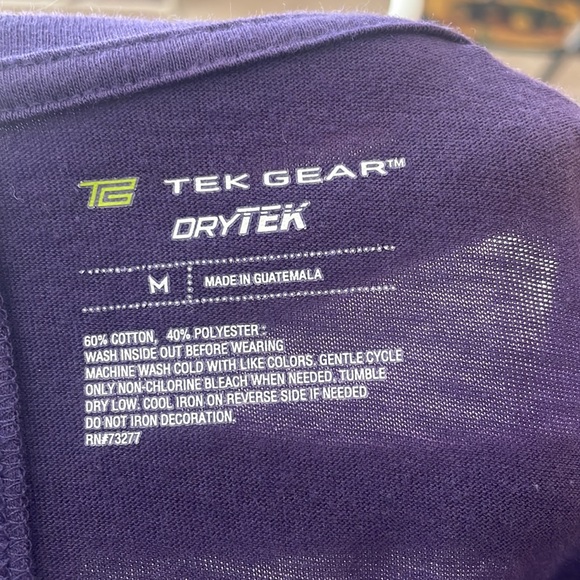 TG TEK GEAR™
DRYTEK
M MADE IN GUATEMALA
60% COTTON, 40% POLYESTER :
WASH INSIDE OUT BEFORE WEARING
MACHINE WASH COLD WITH LIKE COLORS. GENTLE CYCLE
ONLY NON-CHLORINE BLEACH WHEN NEEDED, TUMBLE
DRY LOW. COOL IRON ON REVERSE SIDE IF NEEDED
DO NOT IRON DECORATION.
RN#73277